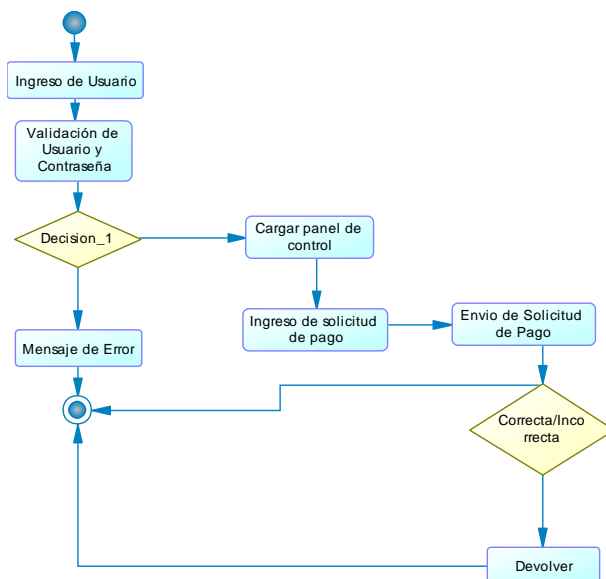 Ingreso de Usuario
Validación de
Usuario y
Contraseña
Decision_1
Cargar panel de
control
Ingreso de solicitud
de pago
Envio de Solicitud
de Pago
Mensaje de Error
Correcta/Inco
rrecta
Devolver